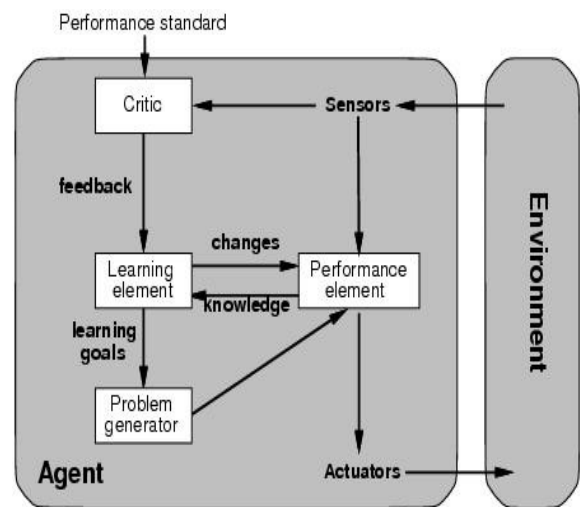 Performance standard
Critic
Sensors
feedback
changes
Learning
element
Performance
element
knowledge
learning
goals
Problem
generator
Agent
Actuators
Environment